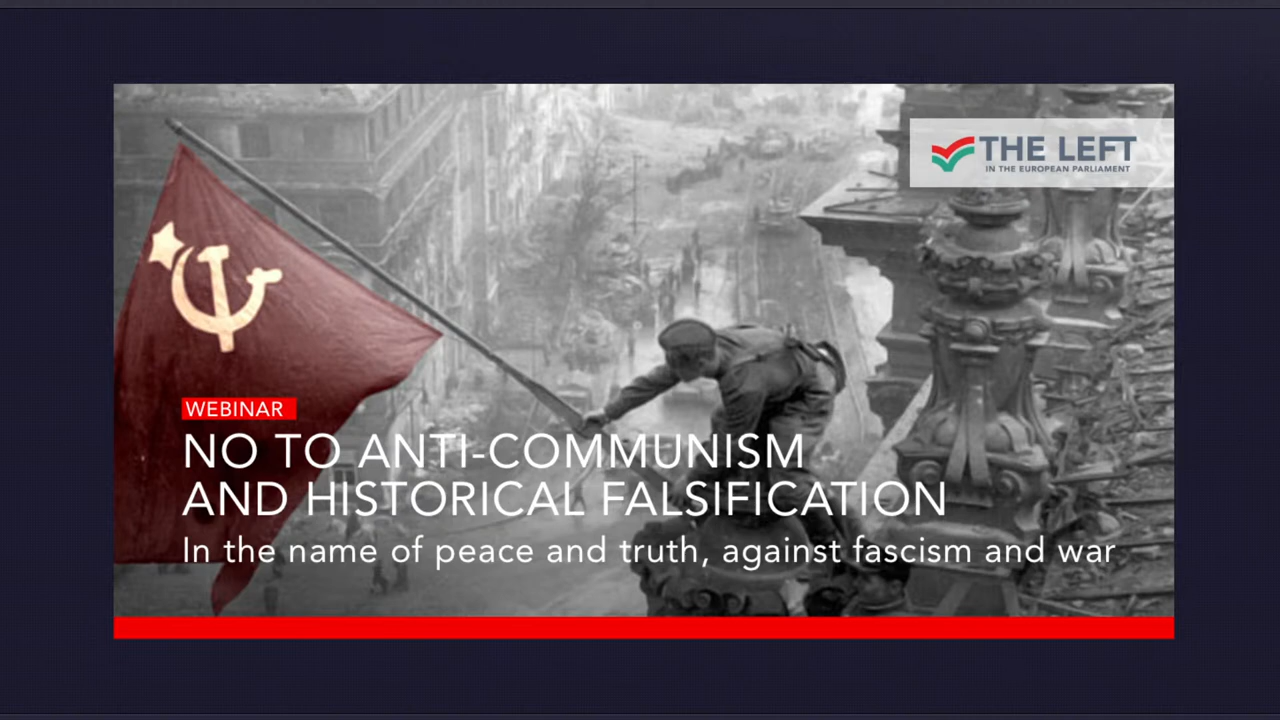 THE LEFT
IN THE EUROPEAN PARLIAMENT
WEBINAR
NO TO ANTI-COMMUNISM
AND HISTORICAL FALSIFICATION
In the name of peace and truth, against fascism and war